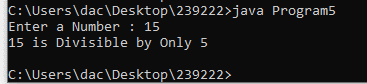 C:\Users\dac\Desktop\239222>java Program5
Enter a Number : 15
15 is Divisible by Only 5
C:\Users\dac\Desktop\239222>